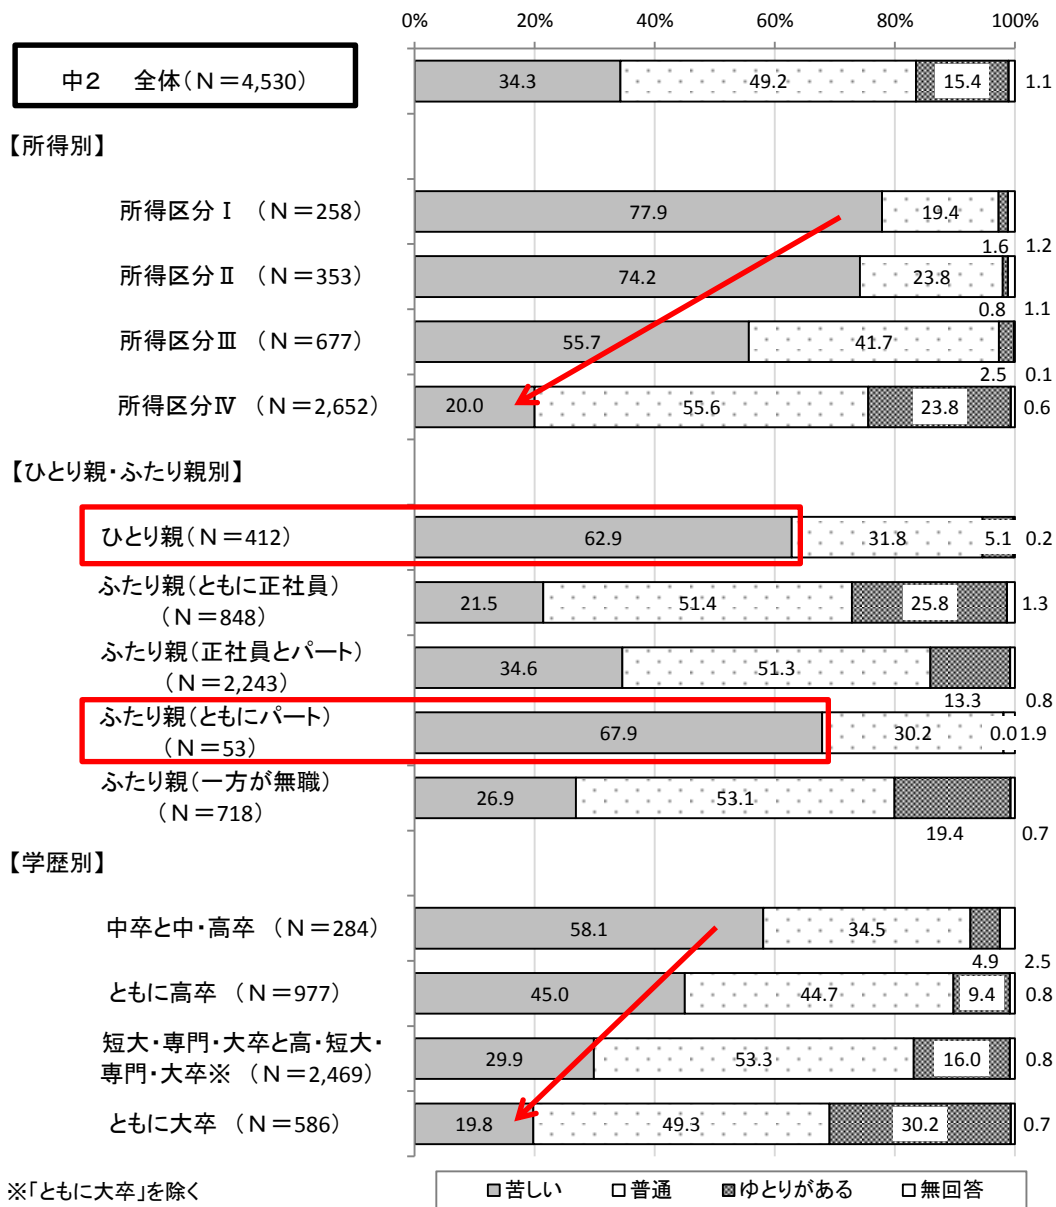 0% 20% 40% 60% 80% 100%
中2 全体(N=4,530) 34.3 49.2 15.4 1.1
【所得別】
所得区分Ⅰ (N=258) 77.9 19.4
1.6 1.2
所得区分Ⅱ (N=353) 74.2 23.8
0.8 1.1
所得区分Ⅲ (N=677) 55.7 41.7
2.5 0.1
所得区分Ⅳ (N=2,652) 20.0 55.6 23.8 0.6
【ひとり親・ふたり親別】
ひとり親(N=412) 62.9 31.8 5.1 0.2
ふたり親(ともに正社員)
(N=848) 21.5 51.4 25.8 1.3
ふたり親(正社員とパート)
(N=2,243) 34.6 51.3
13.3 0.8
ふたり親(ともにパート)
(N=53) 67.9 30.2 0.0 1.9
ふたり親(一方が無職)
(N=718) 26.9 53.1
19.4 0.7
【学歴別】
中卒と中・高卒 (N=284) 58.1 34.5
4.9 2.5
ともに高卒 (N=977) 45.0 44.7 9.4 0.8
短大・専門・大卒と高・短大・
専門・大卒※ (N=2,469) 29.9 53.3 16.0 0.8
ともに大卒 (N=586) 19.8 49.3 30.2 0.7
※「ともに大卒」を除く
苦しい 普通 ゆとりがある 無回答